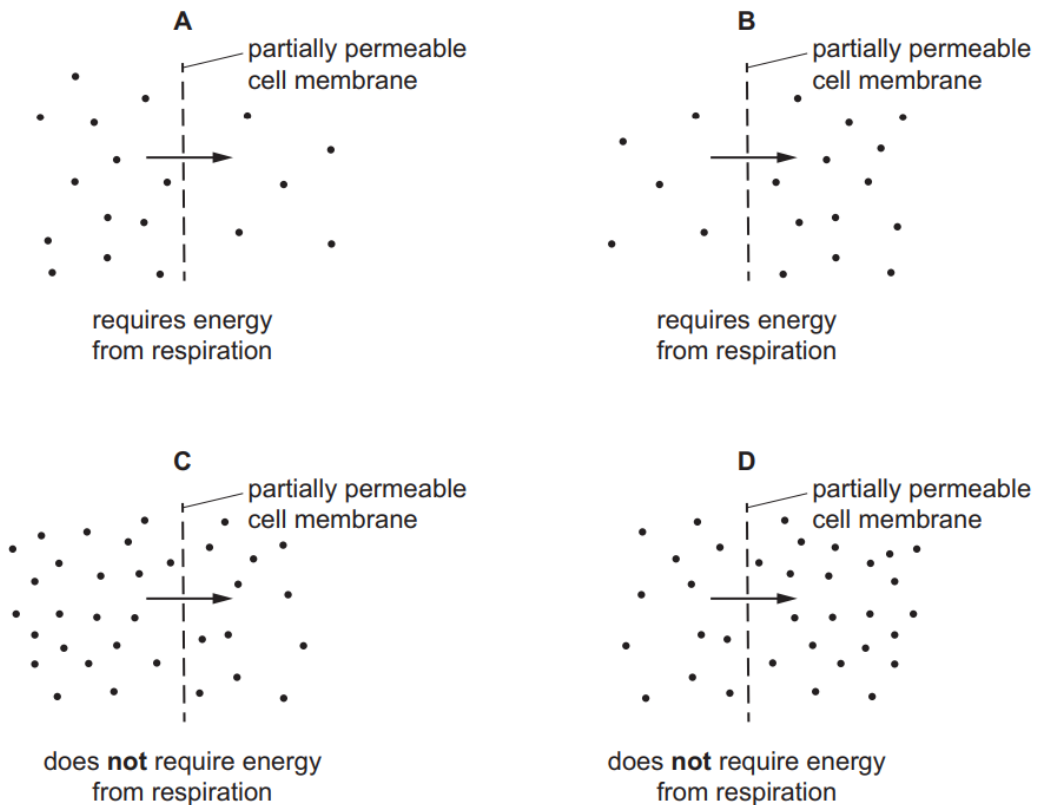 A
partially permeable
cell membrane
requires energy
from respiration
B
partially permeable
cell membrane
requires energy
from respiration
C
partially permeable
cell membrane
does not require energy
from respiration
D
partially permeable
cell membrane
does not require energy
from respiration